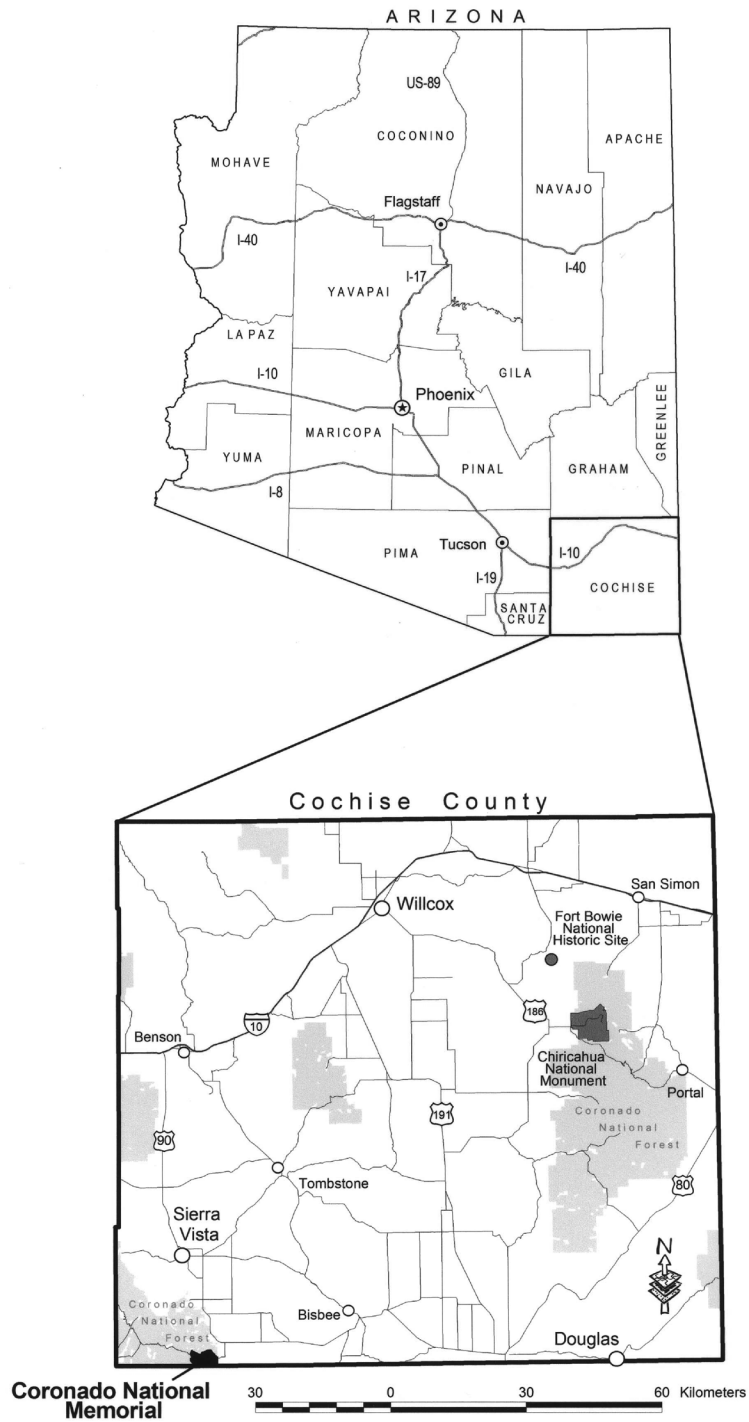 ARIZONA
US-89
COCONINO
MOHAVE
APACHE
NAVAJO
Flagstaff
I-40
I-40
I-17
YAVAPAI
LA PAZ
I-10
GILA
Phoenix
GREENLEE
MARICOPA
YUMA
PINAL
GRAHAM
I-8
Tucson
I-10
PIMA
I-19
COCHISE
SANTA
CRUZ
Cochise County
San Simon
Willcox
Fort Bowie
National
Historic Site
186
10
Benson
Chiricahua
National
Monument
Portal
Coronado
National
Forest
191
90
80
Tombstone
Sierra
Vista
N
Coronado
National
Forest
Bisbee
Douglas
Coronado National
Memorial
30 0 30 60 Kilometers